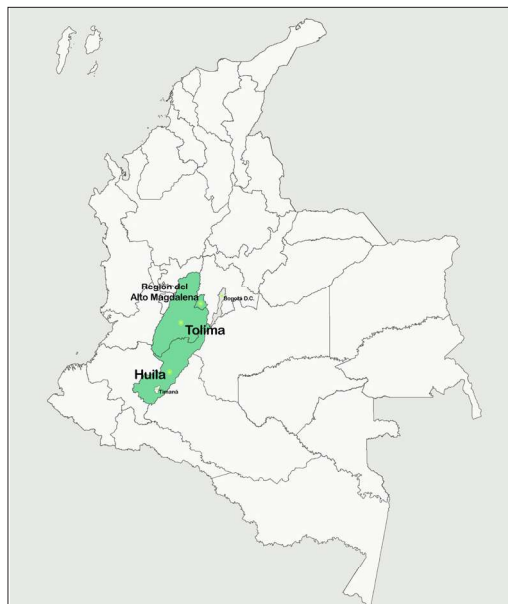 Región del
Alto Magdalena
Bogotá D.C.
Tolima
Huila
Timaná